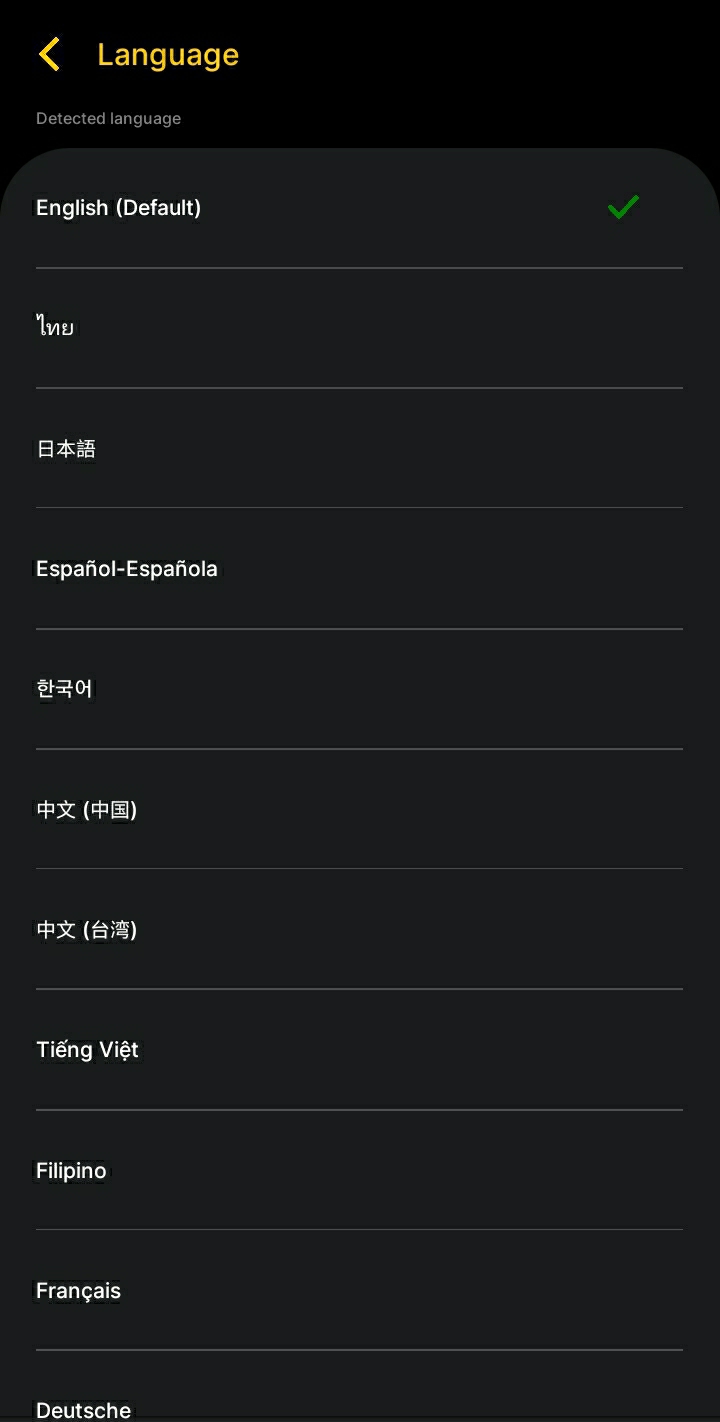 Language
Detected language
English (Default)
ไทย
日本語
Español-Española
한국어
中文 (中国)
中文 (台湾)
Tiếng Việt
Filipino
Français
Deutsche